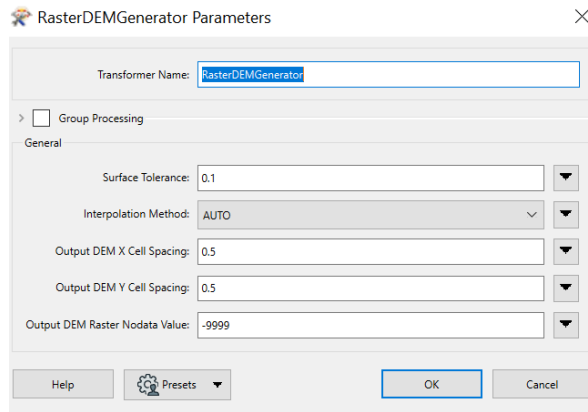 RasterDEMGenerator Parameters
Transformer Name: RasterDEMGenerator
Group Processing
General
Surface Tolerance: 0.1
Interpolation Method: AUTO
Output DEM X Cell Spacing: 0.5
Output DEM Y Cell Spacing: 0.5
Output DEM Raster Nodata Value: -9999
Help Presets OK Cancel